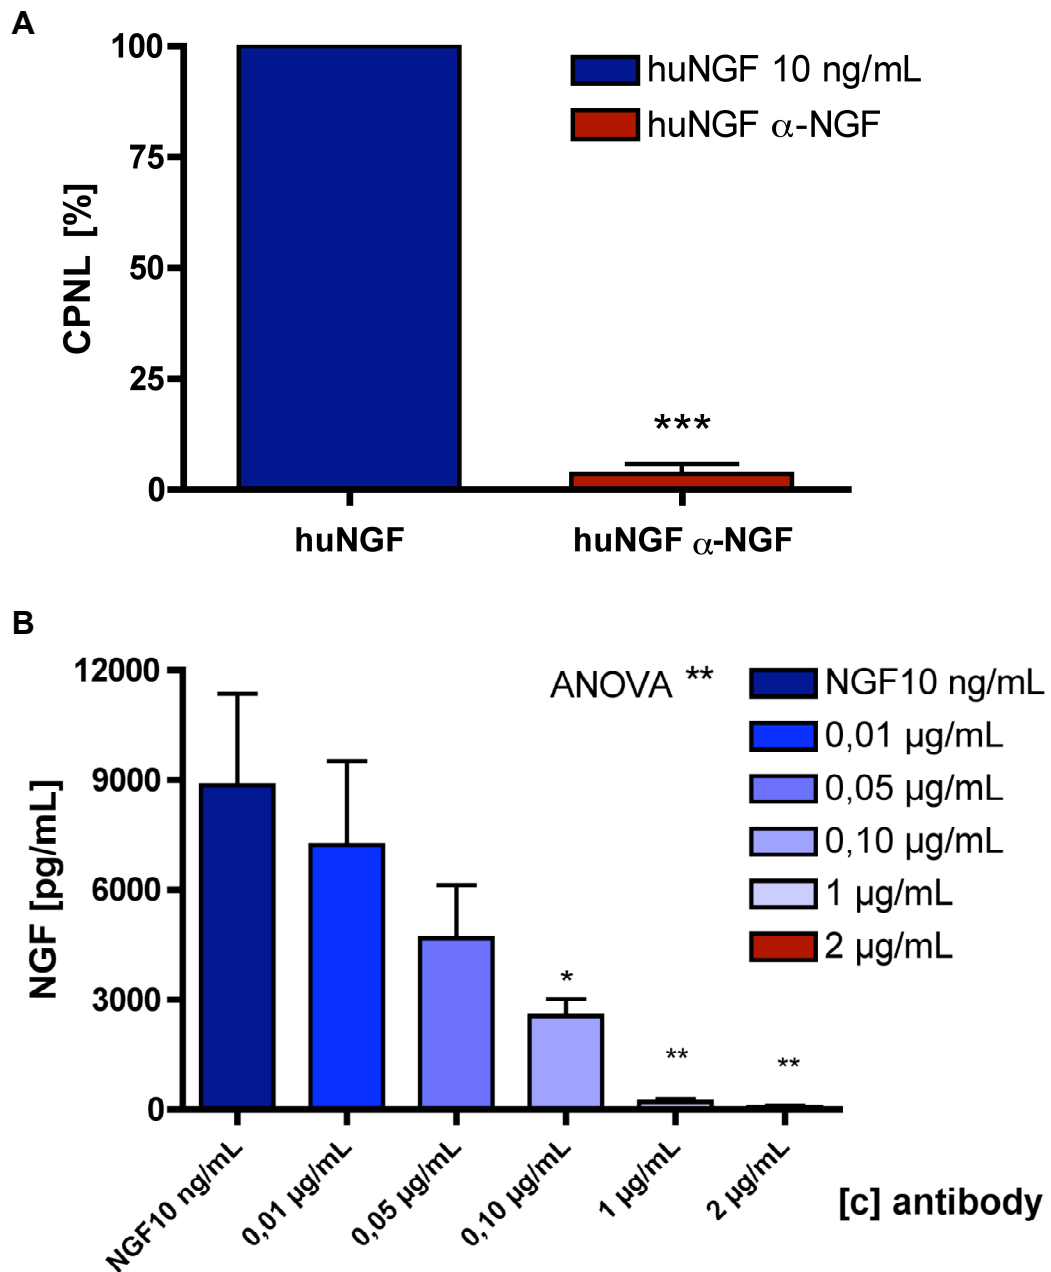 A
100
75
50
25
0
CPNL [%]
huNGF 10 ng/mL
huNGF α-NGF
***
huNGF
huNGF α-NGF
B
12000
9000
6000
3000
0
NGF [pg/mL]
ANOVA **
NGF10 ng/mL
0,01 µg/mL
0,05 µg/mL
0,10 µg/mL
1 µg/mL
2 µg/mL
*
**
**
NGF10 ng/mL
0,01 µg/mL
0,05 µg/mL
0,10 µg/mL
1 µg/mL
2 µg/mL
[c] antibody